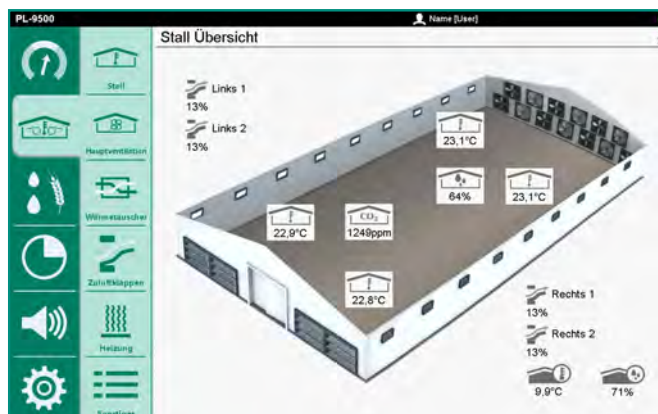 PL-9500
Name [User]
Stall Übersicht
Stall
Hauptventilation
Wärmetauscher
Zuluftklappen
Heizung
Links 1
13%
Links 2
13%
23,1°C
64%
23,1°C
22,9°C
CO2
1249ppm
22,8°C
Rechts 1
13%
Rechts 2
13%
9,9°C
71%